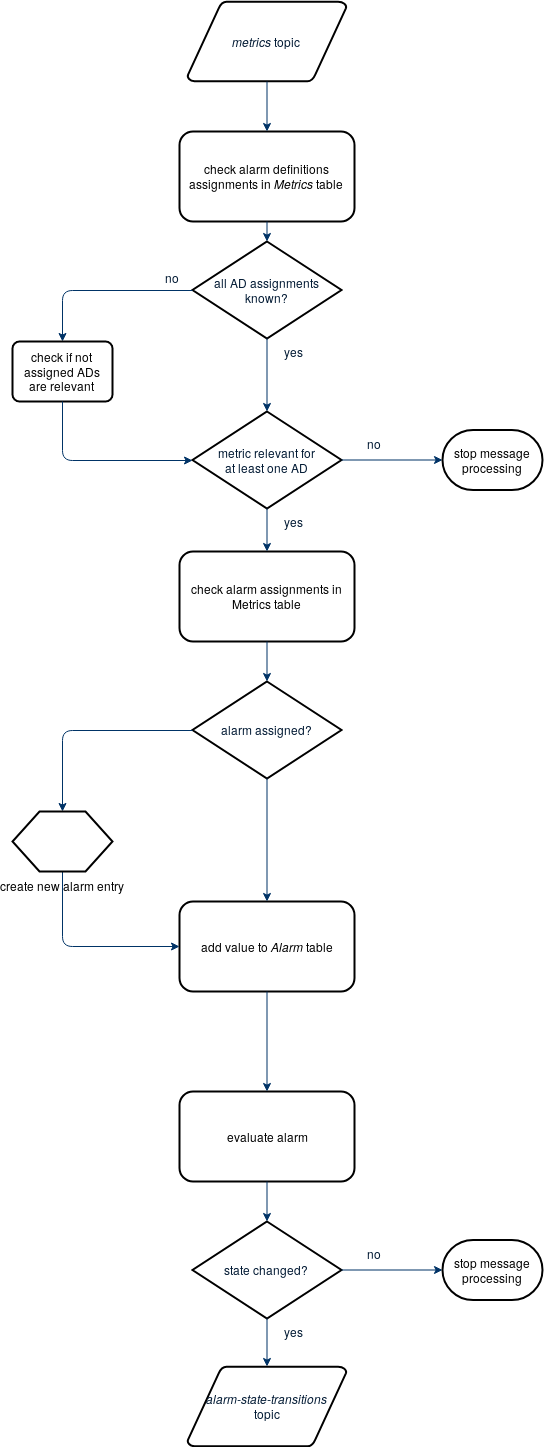 metrics topic
check alarm definitions
assignments in Metrics table
no
all AD assignments
known?
yes
check if not
assigned ADs
are relevant
metric relevant for
at least one AD
no
stop message
processing
yes
check alarm assignments in
Metrics table
alarm assigned?
create new alarm entry
add value to Alarm table
evaluate alarm
state changed?
no
stop message
processing
yes
alarm-state-transitions
topic